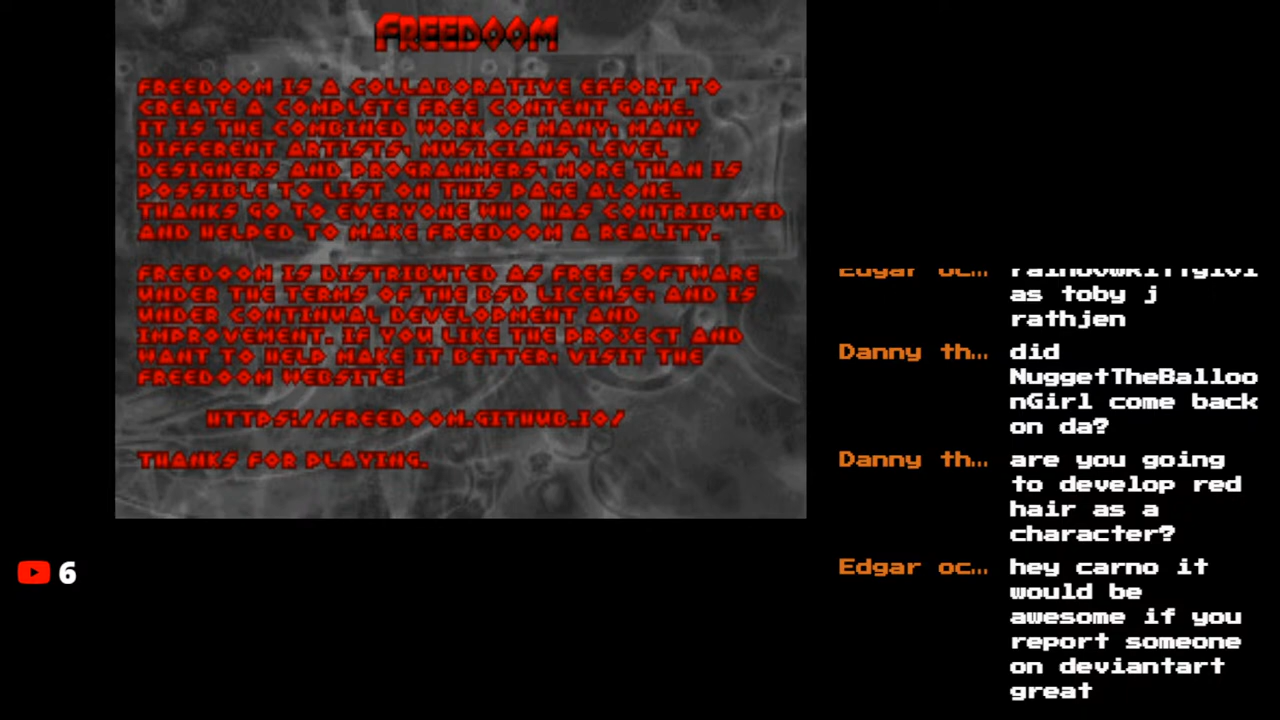 FREEDOOM
FREEDOOM IS A COLLABORATIVE EFFORT TO
CREATE A COMPLETE FREE CONTENT GAME.
IT IS THE COMBINED WORK OF MANY, MANY
DIFFERENT ARTISTS, MUSICIANS, LEVEL
DESIGNERS AND PROGRAMMERS, MORE THAN IS
POSSIBLE TO LIST ON THIS PAGE ALONE.
THANKS GO TO EVERYONE WHO HAS CONTRIBUTED
AND HELPED TO MAKE FREEDOOM A REALITY.
FREEDOOM IS DISTRIBUTED AS FREE SOFTWARE
UNDER THE TERMS OF THE BSD LICENSE, AND IS
UNDER CONTINUAL DEVELOPMENT AND
IMPROVEMENT. IF YOU LIKE THE PROJECT AND
WANT TO HELP MAKE IT BETTER, VISIT THE
FREEDOOM WEBSITE:
HTTPS://FREEDOOM.GITHUB.IO/
THANKS FOR PLAYING.
6
Edgar oc...
as toby j
rathjen
Danny th... did
NuggetTheBalloo
nGirl come back
on da?
Danny th... are you going
to develop red
hair as a
character?
Edgar oc... hey carno it
would be
awesome if you
report someone
on deviantart
great